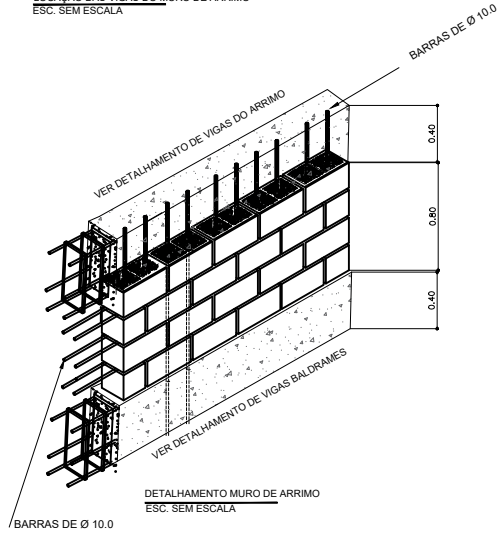 ESC. SEM ESCALA
BARRAS DE Ø 10.0
VER DETALHAMENTO DE VIGAS DO ARRIMO
0.40
0.80
0.40
VER DETALHAMENTO DE VIGAS BALDRAMES
DETALHAMENTO MURO DE ARRIMO
ESC. SEM ESCALA
BARRAS DE Ø 10.0